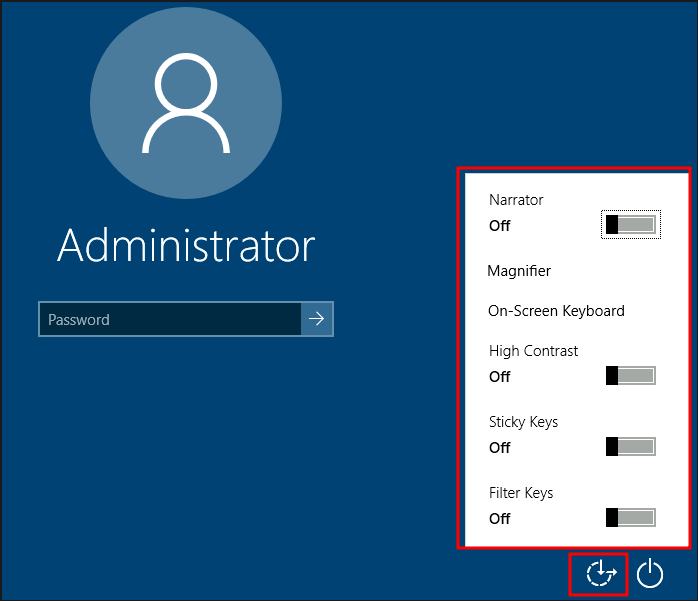 Administrator
Password
Narrator
Off
Magnifier
On-Screen Keyboard
High Contrast
Off
Sticky Keys
Off
Filter Keys
Off